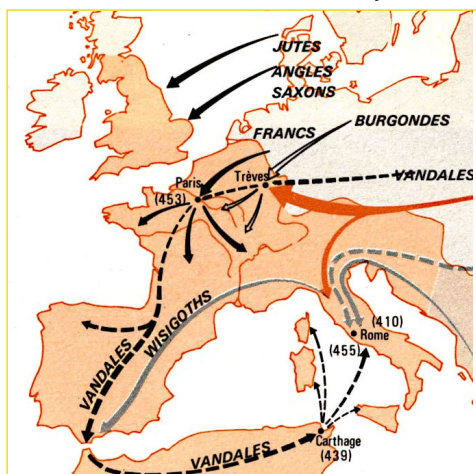 JUTES
ANGLES
SAXONS
FRANCS
BURGONDES
Paris
(453)
Trèves
VANDALES
WISIGOTHS
VANDALES
(410)
Rome
(455)
VANDALES
Carthage
(439)